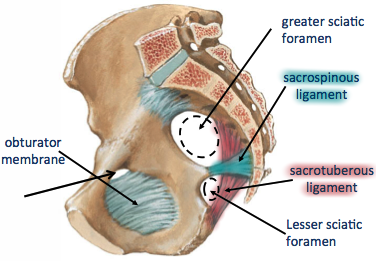 greater sciatic
foramen
sacrospinous
ligament
obturator
membrane
sacrotuberous
ligament
Lesser sciatic
foramen